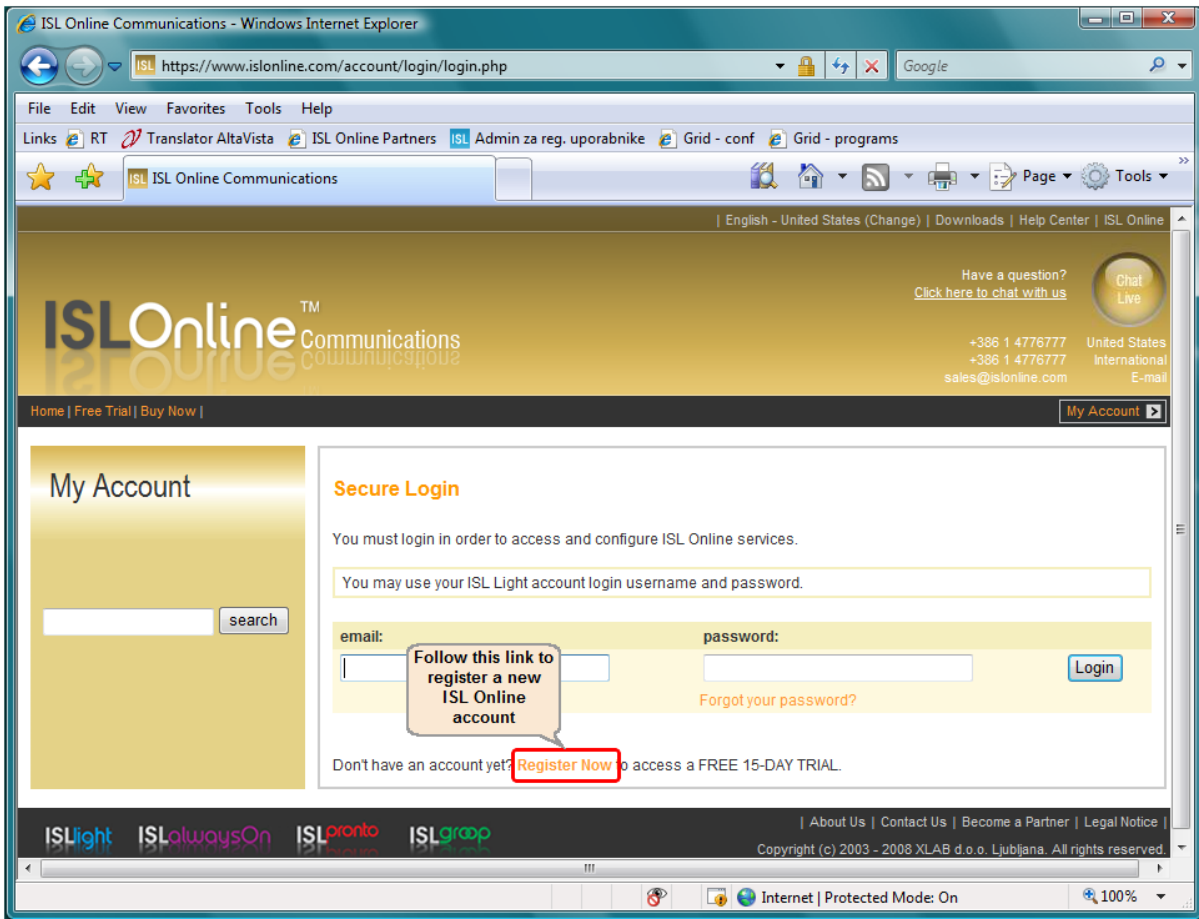 ISL Online Communications - Windows Internet Explorer
ISL https://www.islonline.com/account/login/login.php
Google
File Edit View Favorites Tools Help
Links RT Translator AltaVista ISL Online Partners ISL Admin za reg. uporabnike Grid - conf Grid - programs
ISL ISL Online Communications
Page Tools
| English - United States (Change) | Downloads | Help Center | ISL Online
Have a question?
Click here to chat with us
Chat Live
ISLOnline™ Communications
+386 1 4776777 United States
+386 1 4776777 International
sales@islonline.com E-mail
Home | Free Trial | Buy Now |
My Account
My Account
search
Secure Login
You must login in order to access and configure ISL Online services.
You may use your ISL Light account login username and password.
email: password:
Login
Forgot your password?
Follow this link to
register a new
ISL Online
account
Don't have an account yet? Register Now to access a FREE 15-DAY TRIAL.
ISLlight ISLalwaysOn ISLpronto ISLgroop
| About Us | Contact Us | Become a Partner | Legal Notice |
Copyright (c) 2003 - 2008 XLAB d.o.o. Ljubljana. All rights reserved.
Internet | Protected Mode: On 100%